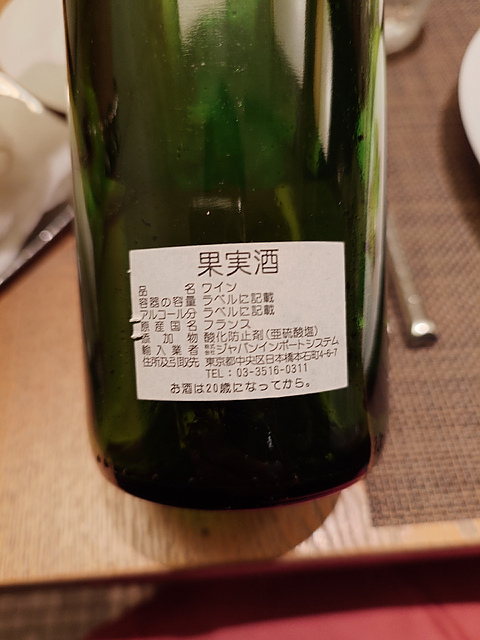 果実酒
品名 ワイン
容器の容量 ラベルに記載
アルコール分 ラベルに記載
原産国名 フランス
添加物 酸化防止剤(亜硫酸塩)
輸入業者 株式会社ジャパンインポートシステム
住所及引取先 東京都中央区日本橋本石町4-6-7
TEL:03-3516-0311
お酒は20歳になってから。